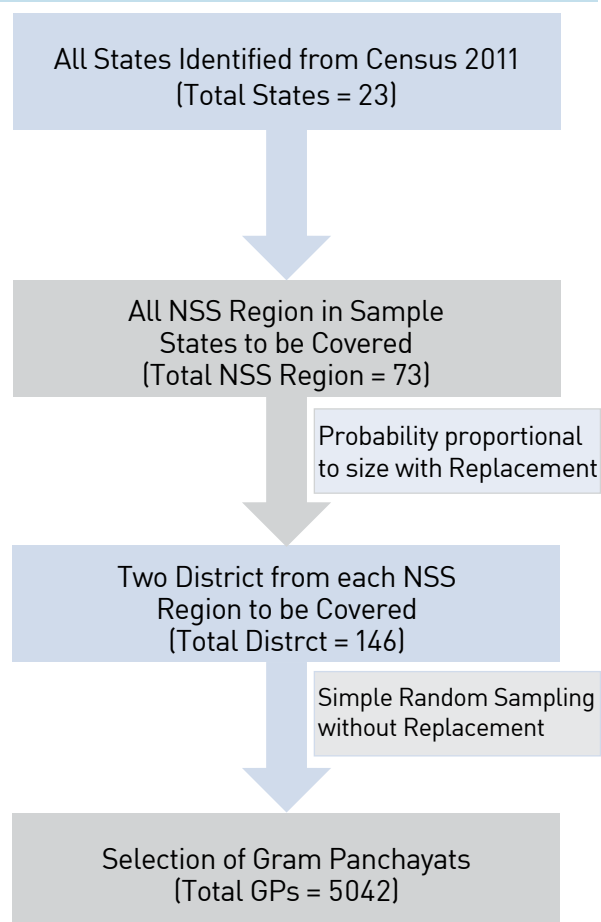 All States Identified from Census 2011
(Total States = 23)
All NSS Region in Sample
States to be Covered
(Total NSS Region = 73)
Probability proportional
to size with Replacement
Two District from each NSS
Region to be Covered
(Total Distrct = 146)
Simple Random Sampling
without Replacement
Selection of Gram Panchayats
(Total GPs = 5042)